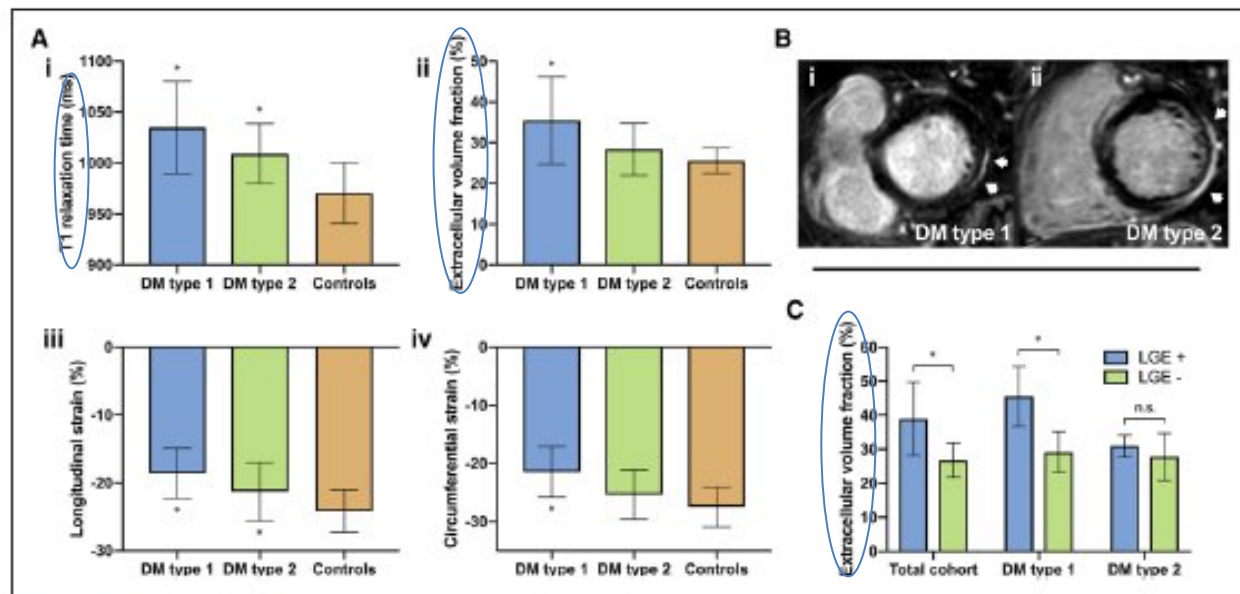 A
i
T1 relaxation time (ms)
1100
1050
1000
950
900
*
*
DM type 1 DM type 2 Controls
ii
Extracellular volume fraction (%)
50
40
30
20
10
0
*
DM type 1 DM type 2 Controls
B
i
DM type 1
ii
DM type 2
iii
Longitudinal strain (%)
0
-10
-20
-30
*
*
DM type 1 DM type 2 Controls
iv
Circumferential strain (%)
0
-10
-20
-30
*
DM type 1 DM type 2 Controls
C
Extracellular volume fraction (%)
60
50
40
30
20
10
0
*
*
n.s.
LGE +
LGE -
Total cohort DM type 1 DM type 2